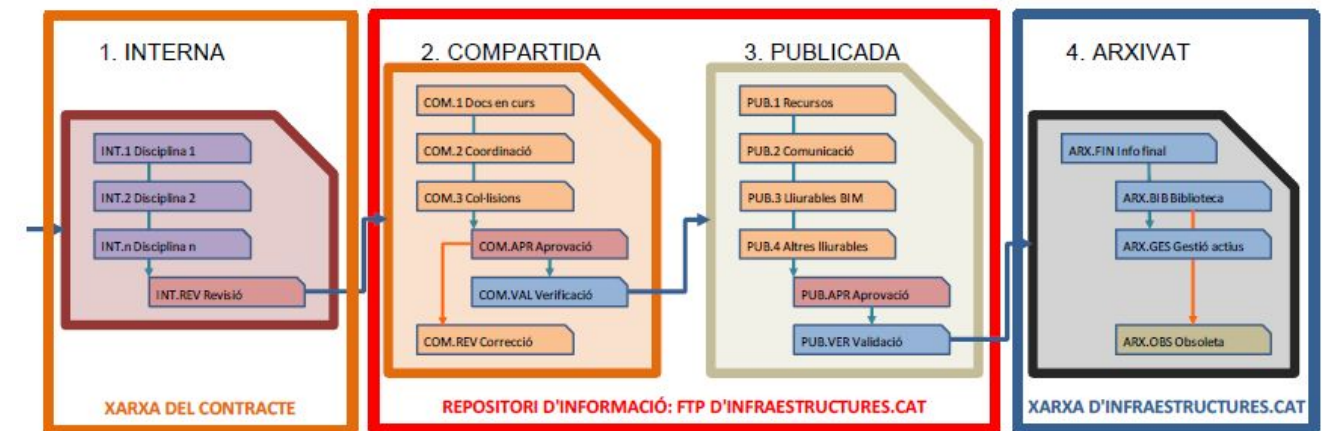 1. INTERNA
INT.1 Disciplina 1
INT.2 Disciplina 2
INT.n Disciplina n
INT.REV Revisió
XARXA DEL CONTRACTE
2. COMPARTIDA
COM.1 Docs en curs
COM.2 Coordinació
COM.3 Col·lisions
COM.APR Aprovació
COM.VAL Verificació
COM.REV Correcció
3. PUBLICADA
PUB.1 Recursos
PUB.2 Comunicació
PUB.3 Lliurables BIM
PUB.4 Altres lliurables
PUB.APR Aprovació
PUB.VER Validació
REPOSITORI D'INFORMACIÓ: FTP D'INFRAESTRUCTURES.CAT
4. ARXIVAT
ARX.FIN Info final
ARX.BIB Biblioteca
ARX.GES Gestió actius
ARX.OBS Obsoleta
XARXA D'INFRAESTRUCTURES.CAT